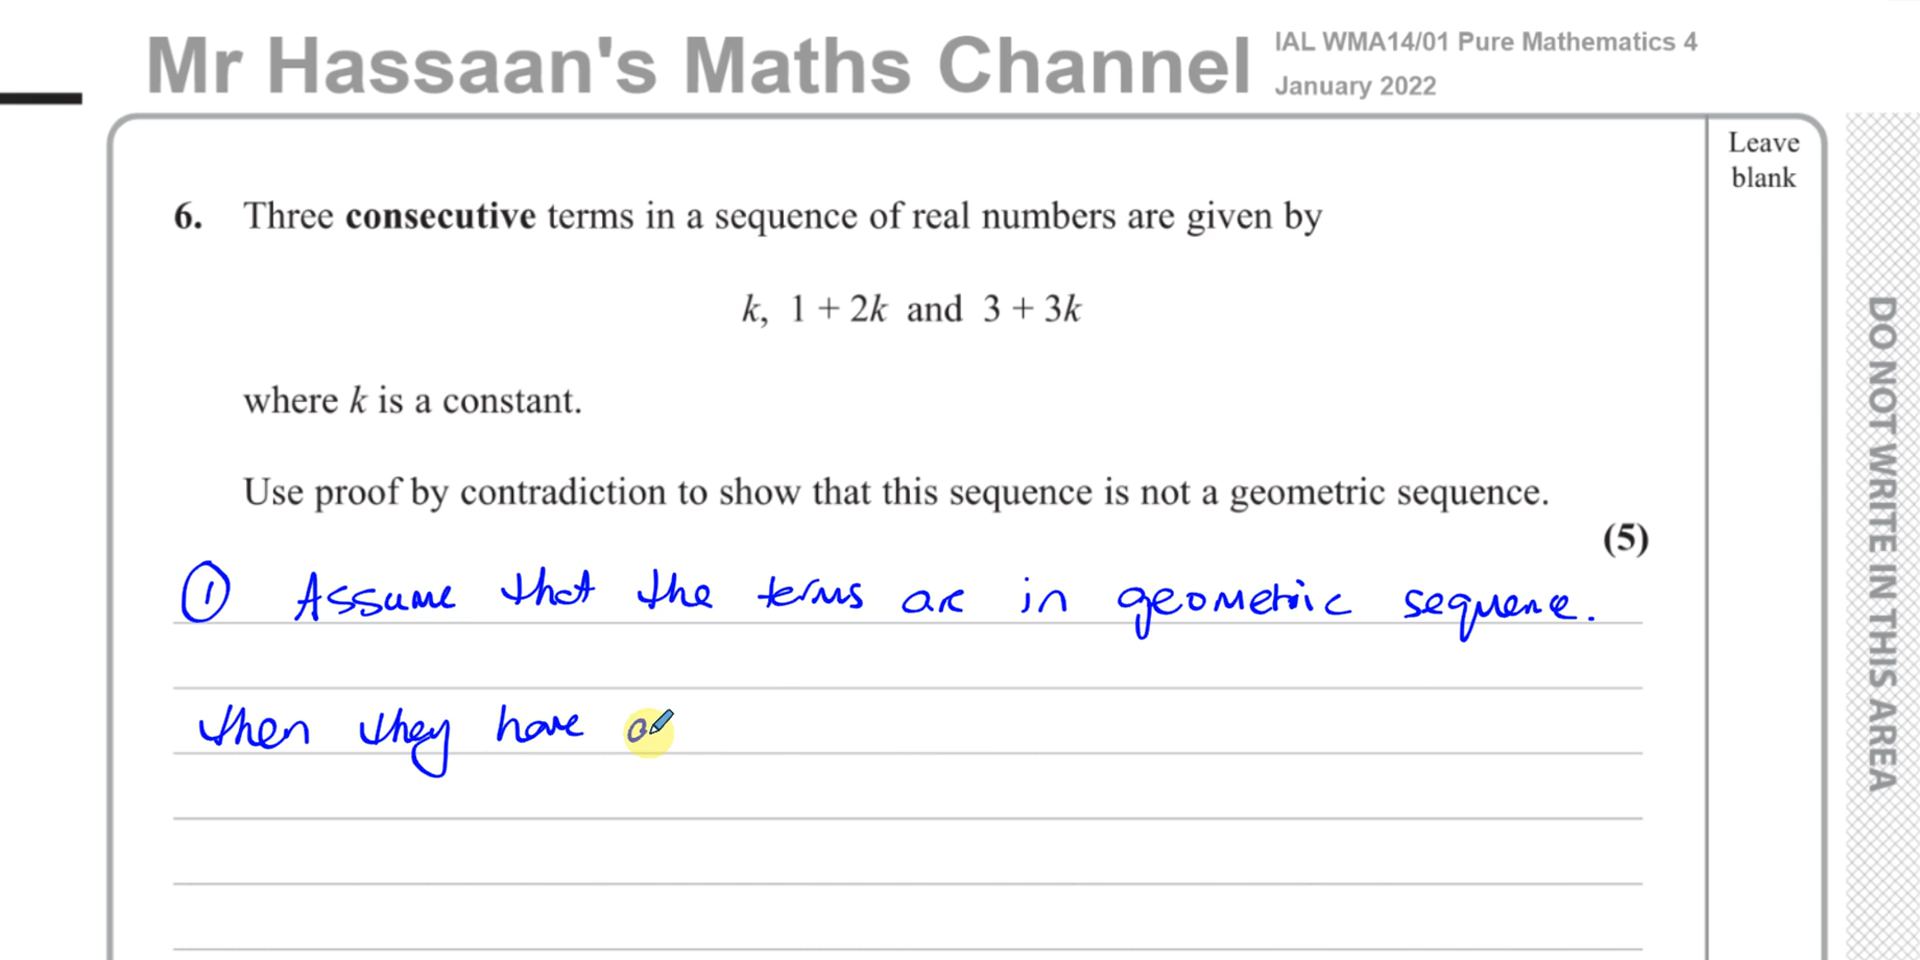 Mr Hassaan's Maths Channel
IAL WMA14/01 Pure Mathematics 4
January 2022
Leave
blank
6. Three consecutive terms in a sequence of real numbers are given by
k, 1 + 2k and 3 + 3k
where k is a constant.
Use proof by contradiction to show that this sequence is not a geometric sequence.
(5)
① Assume that the terms are in geometric sequence.
then they have a
DO NOT WRITE IN THIS AREA